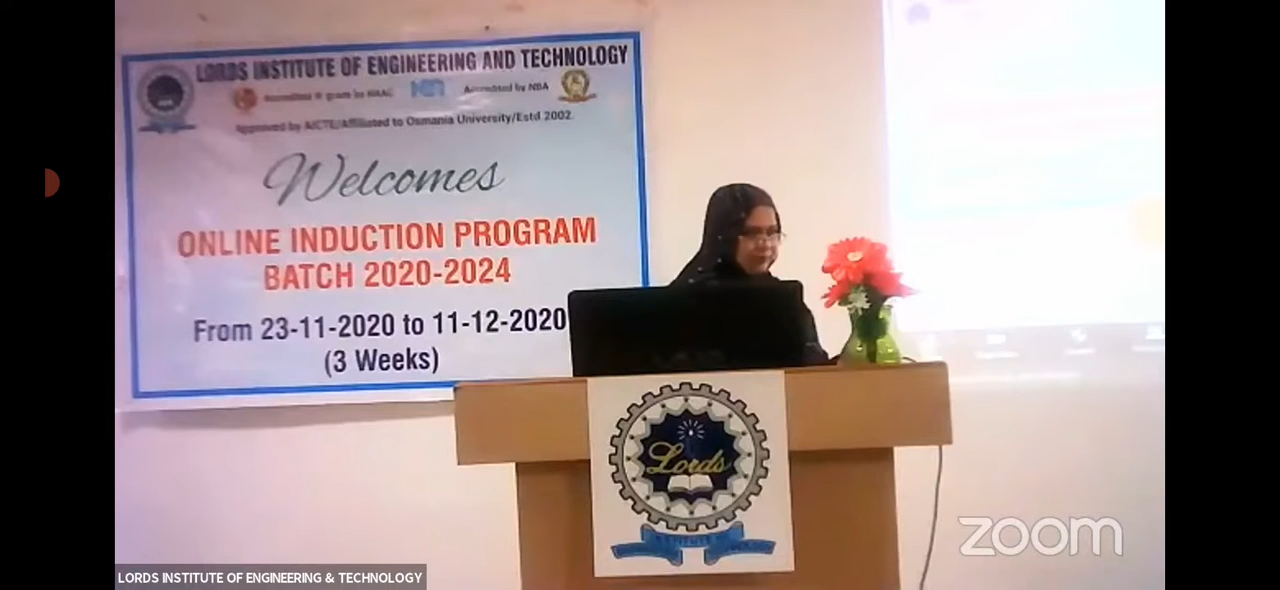 LORDS INSTITUTE OF ENGINEERING AND TECHNOLOGY
Accredited by NBA
Approved by AICTE/Affiliated to Osmania University/Estd 2002
Welcomes
ONLINE INDUCTION PROGRAM
BATCH 2020-2024
From 23-11-2020 to 11-12-2020
(3 Weeks)
Lords
zoom
LORDS INSTITUTE OF ENGINEERING & TECHNOLOGY